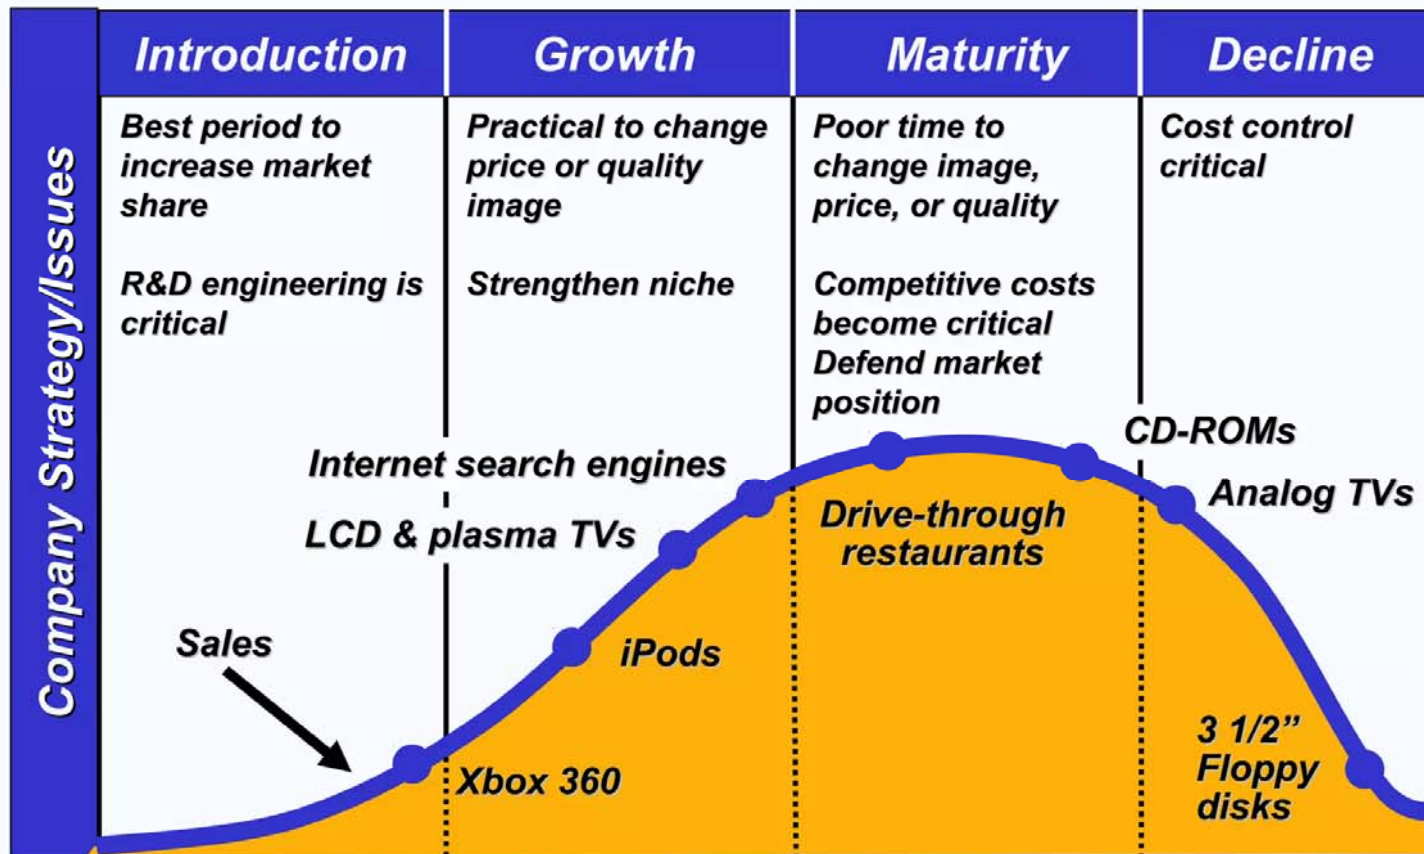 Introduction
Growth
Maturity
Decline
Company Strategy/Issues
Best period to
increase market
share
R&D engineering is
critical
Practical to change
price or quality
image
Strengthen niche
Poor time to
change image,
price, or quality
Competitive costs
become critical
Defend market
position
Cost control
critical
Internet search engines
LCD & plasma TVs
Sales
iPods
Xbox 360
Drive-through
restaurants
CD-ROMs
Analog TVs
3 1/2”
Floppy
disks